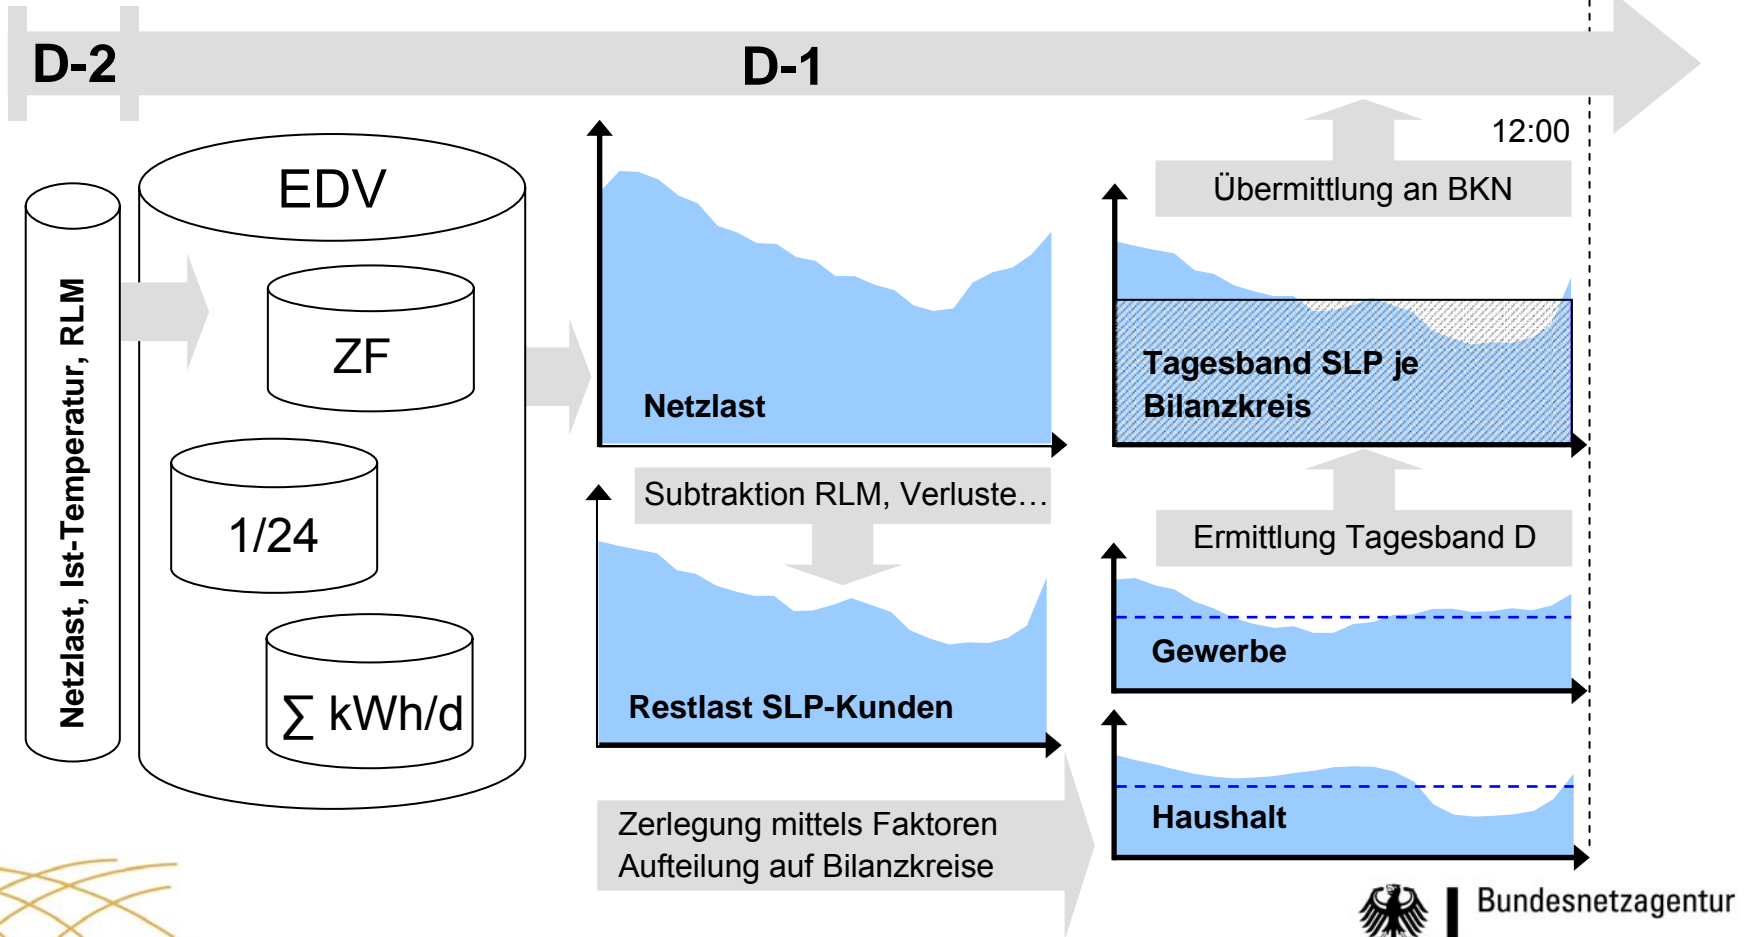 D-2
D-1
12:00
Netzlast, Ist-Temperatur, RLM
EDV
ZF
1/24
∑ kWh/d
Netzlast
Subtraktion RLM, Verluste…
Restlast SLP-Kunden
Zerlegung mittels Faktoren
Aufteilung auf Bilanzkreise
Übermittlung an BKN
Tagesband SLP je
Bilanzkreis
Ermittlung Tagesband D
Gewerbe
Haushalt
Bundesnetzagentur